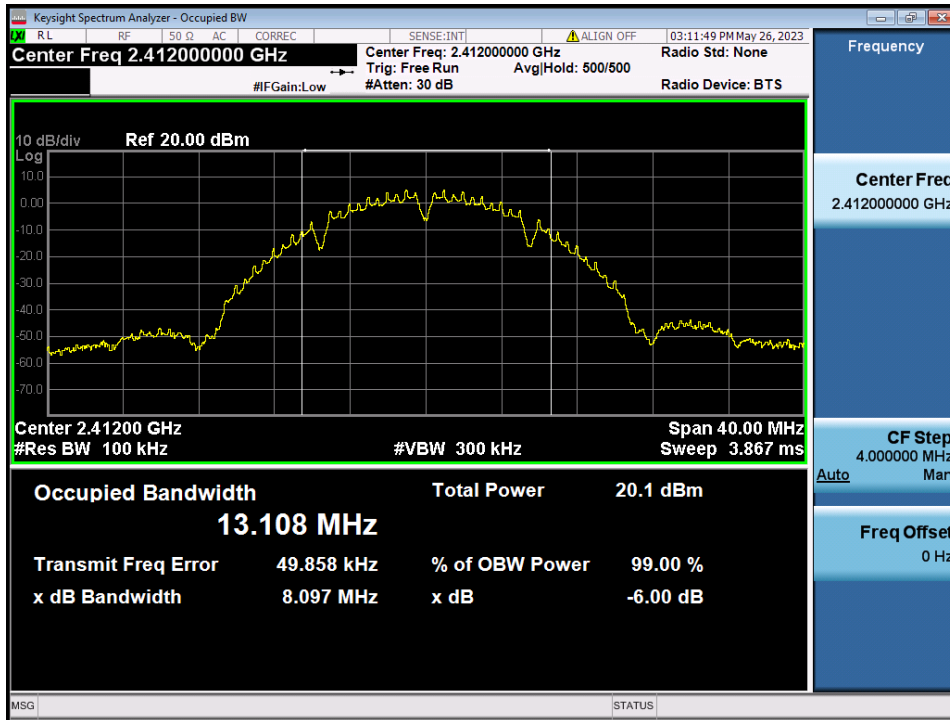 Keysight Spectrum Analyzer - Occupied BW
LXI RL RF 50 Ω AC CORREC SENSE:INT ALIGN OFF 03:11:49 PM May 26, 2023
Center Freq 2.412000000 GHz
Center Freq: 2.412000000 GHz
Radio Std: None
Trig: Free Run Avg|Hold: 500/500
#IFGain:Low
#Atten: 30 dB
Radio Device: BTS
10 dB/div Ref 20.00 dBm
Log
10.0
0.00
-10.0
-20.0
-30.0
-40.0
-50.0
-60.0
-70.0
Center 2.41200 GHz Span 40.00 MHz
#Res BW 100 kHz #VBW 300 kHz Sweep 3.867 ms
Occupied Bandwidth Total Power 20.1 dBm
13.108 MHz
Transmit Freq Error 49.858 kHz % of OBW Power 99.00 %
x dB Bandwidth 8.097 MHz x dB -6.00 dB
Frequency
Center Freq
2.412000000 GHz
CF Step
4.000000 MHz
Auto Man
Freq Offset
0 Hz
MSG STATUS